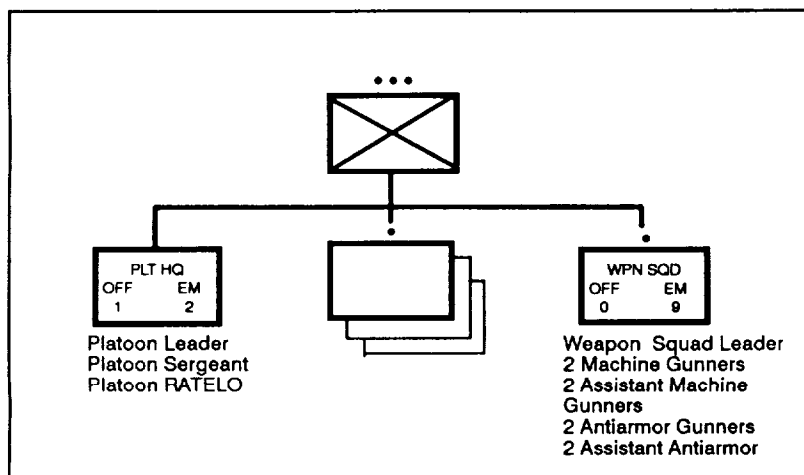 PLT HQ
OFF EM
1 2
Platoon Leader
Platoon Sergeant
Platoon RATELO
WPN SQD
OFF EM
0 9
Weapon Squad Leader
2 Machine Gunners
2 Assistant Machine
Gunners
2 Antiarmor Gunners
2 Assistant Antiarmor